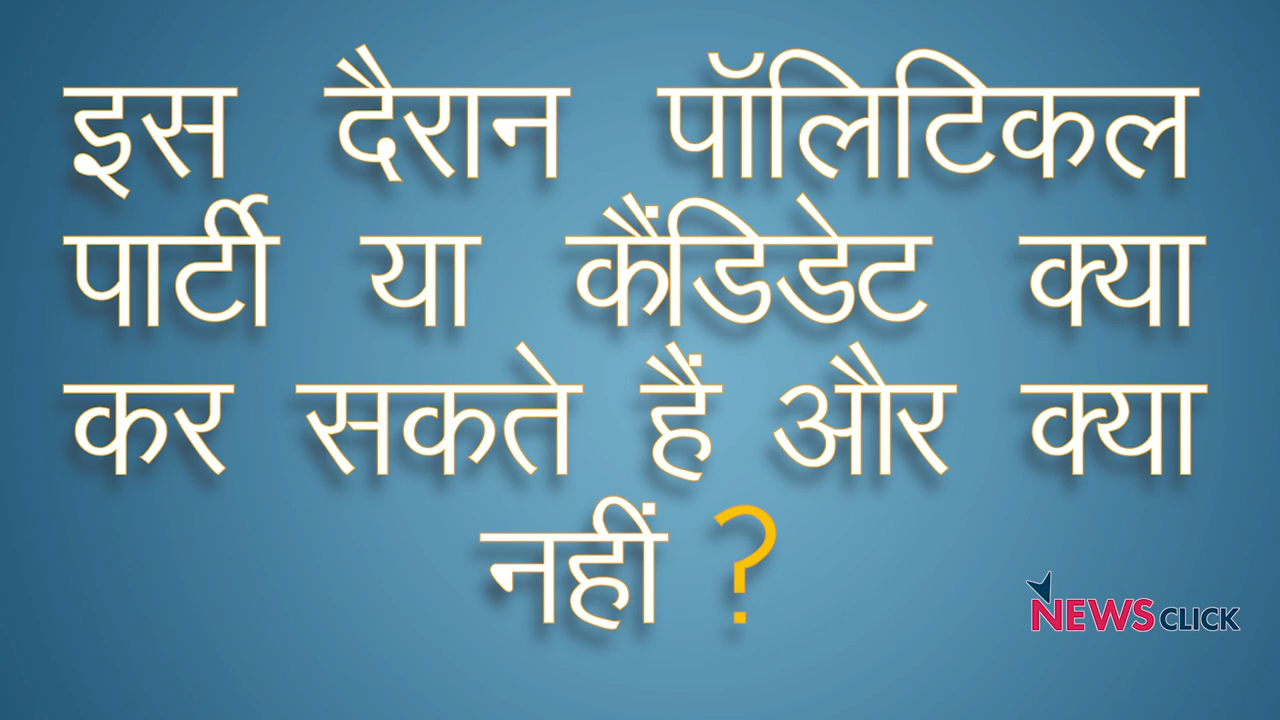 इस दैरान पॉलिटिकल
पार्टी या कैंडिडेट क्या
कर सकते हैं और क्या
नहीं ?
NEWSCLICK